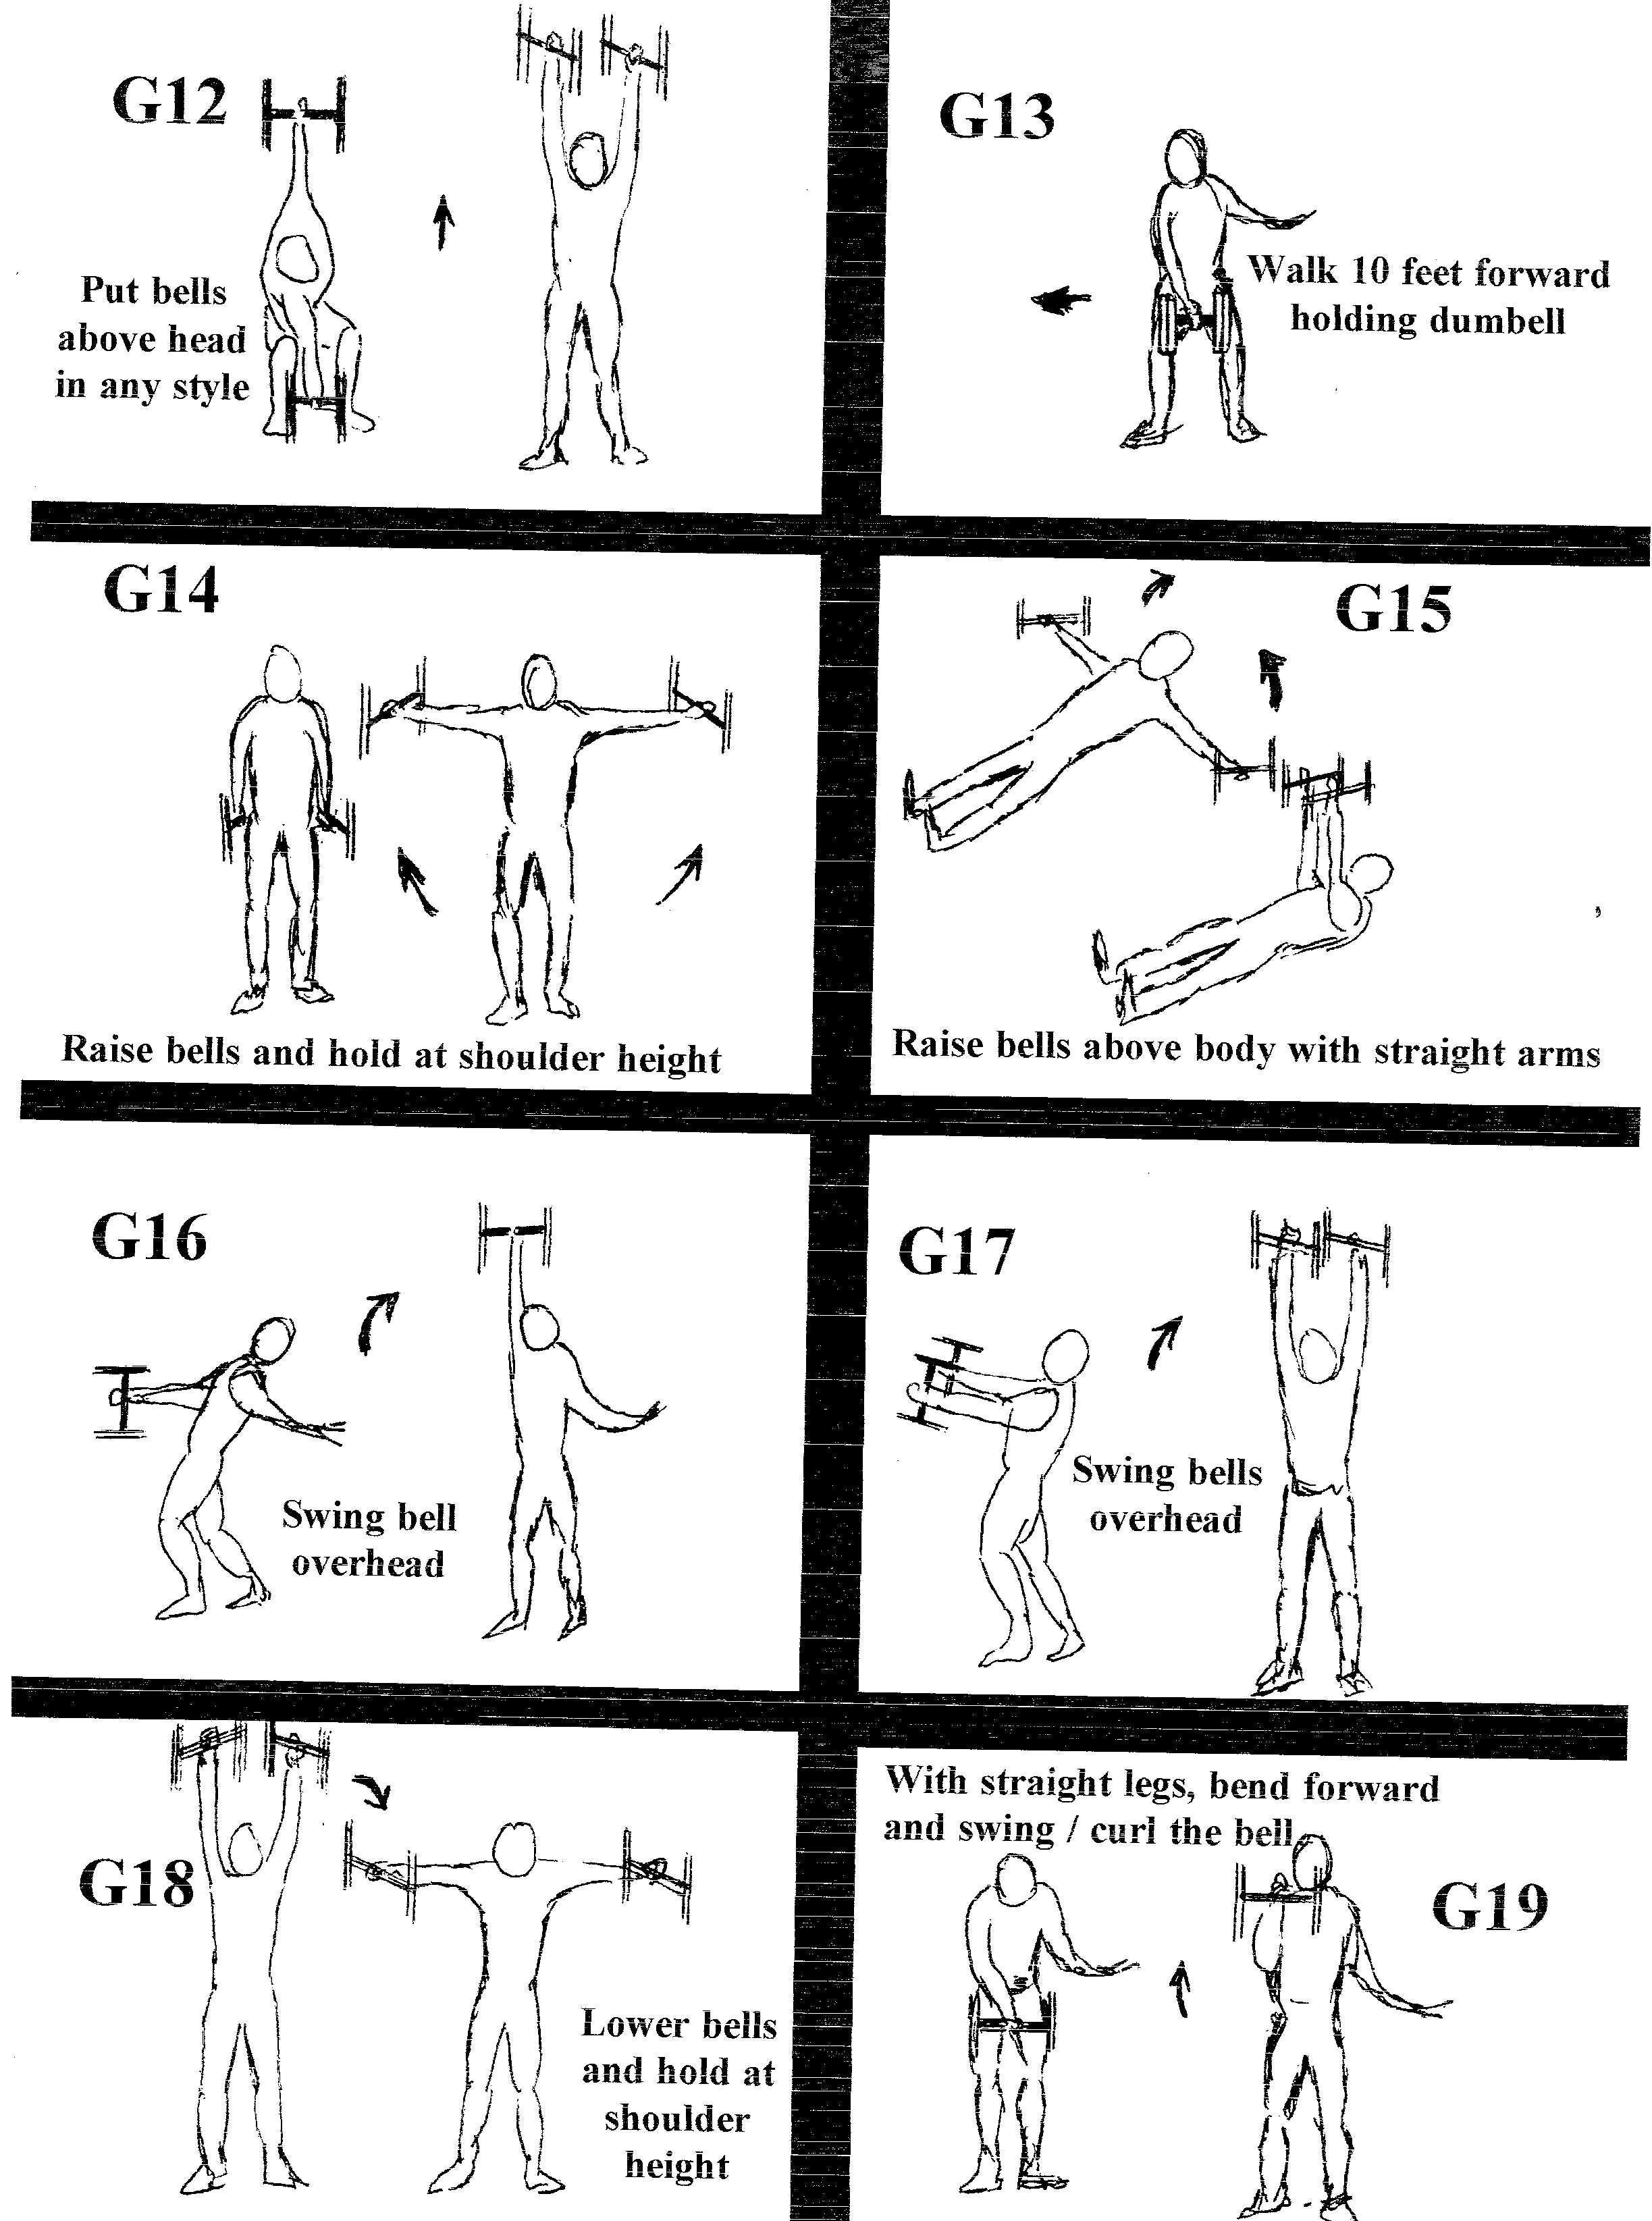 G12
Put bells
above head
in any style
G13
Walk 10 feet forward
holding dumbell
G14
Raise bells and hold at shoulder height
G15
Raise bells above body with straight arms
G16
Swing bell
overhead
G17
Swing bells
overhead
G18
Lower bells
and hold at
shoulder
height
With straight legs, bend forward
and swing / curl the bell
G19